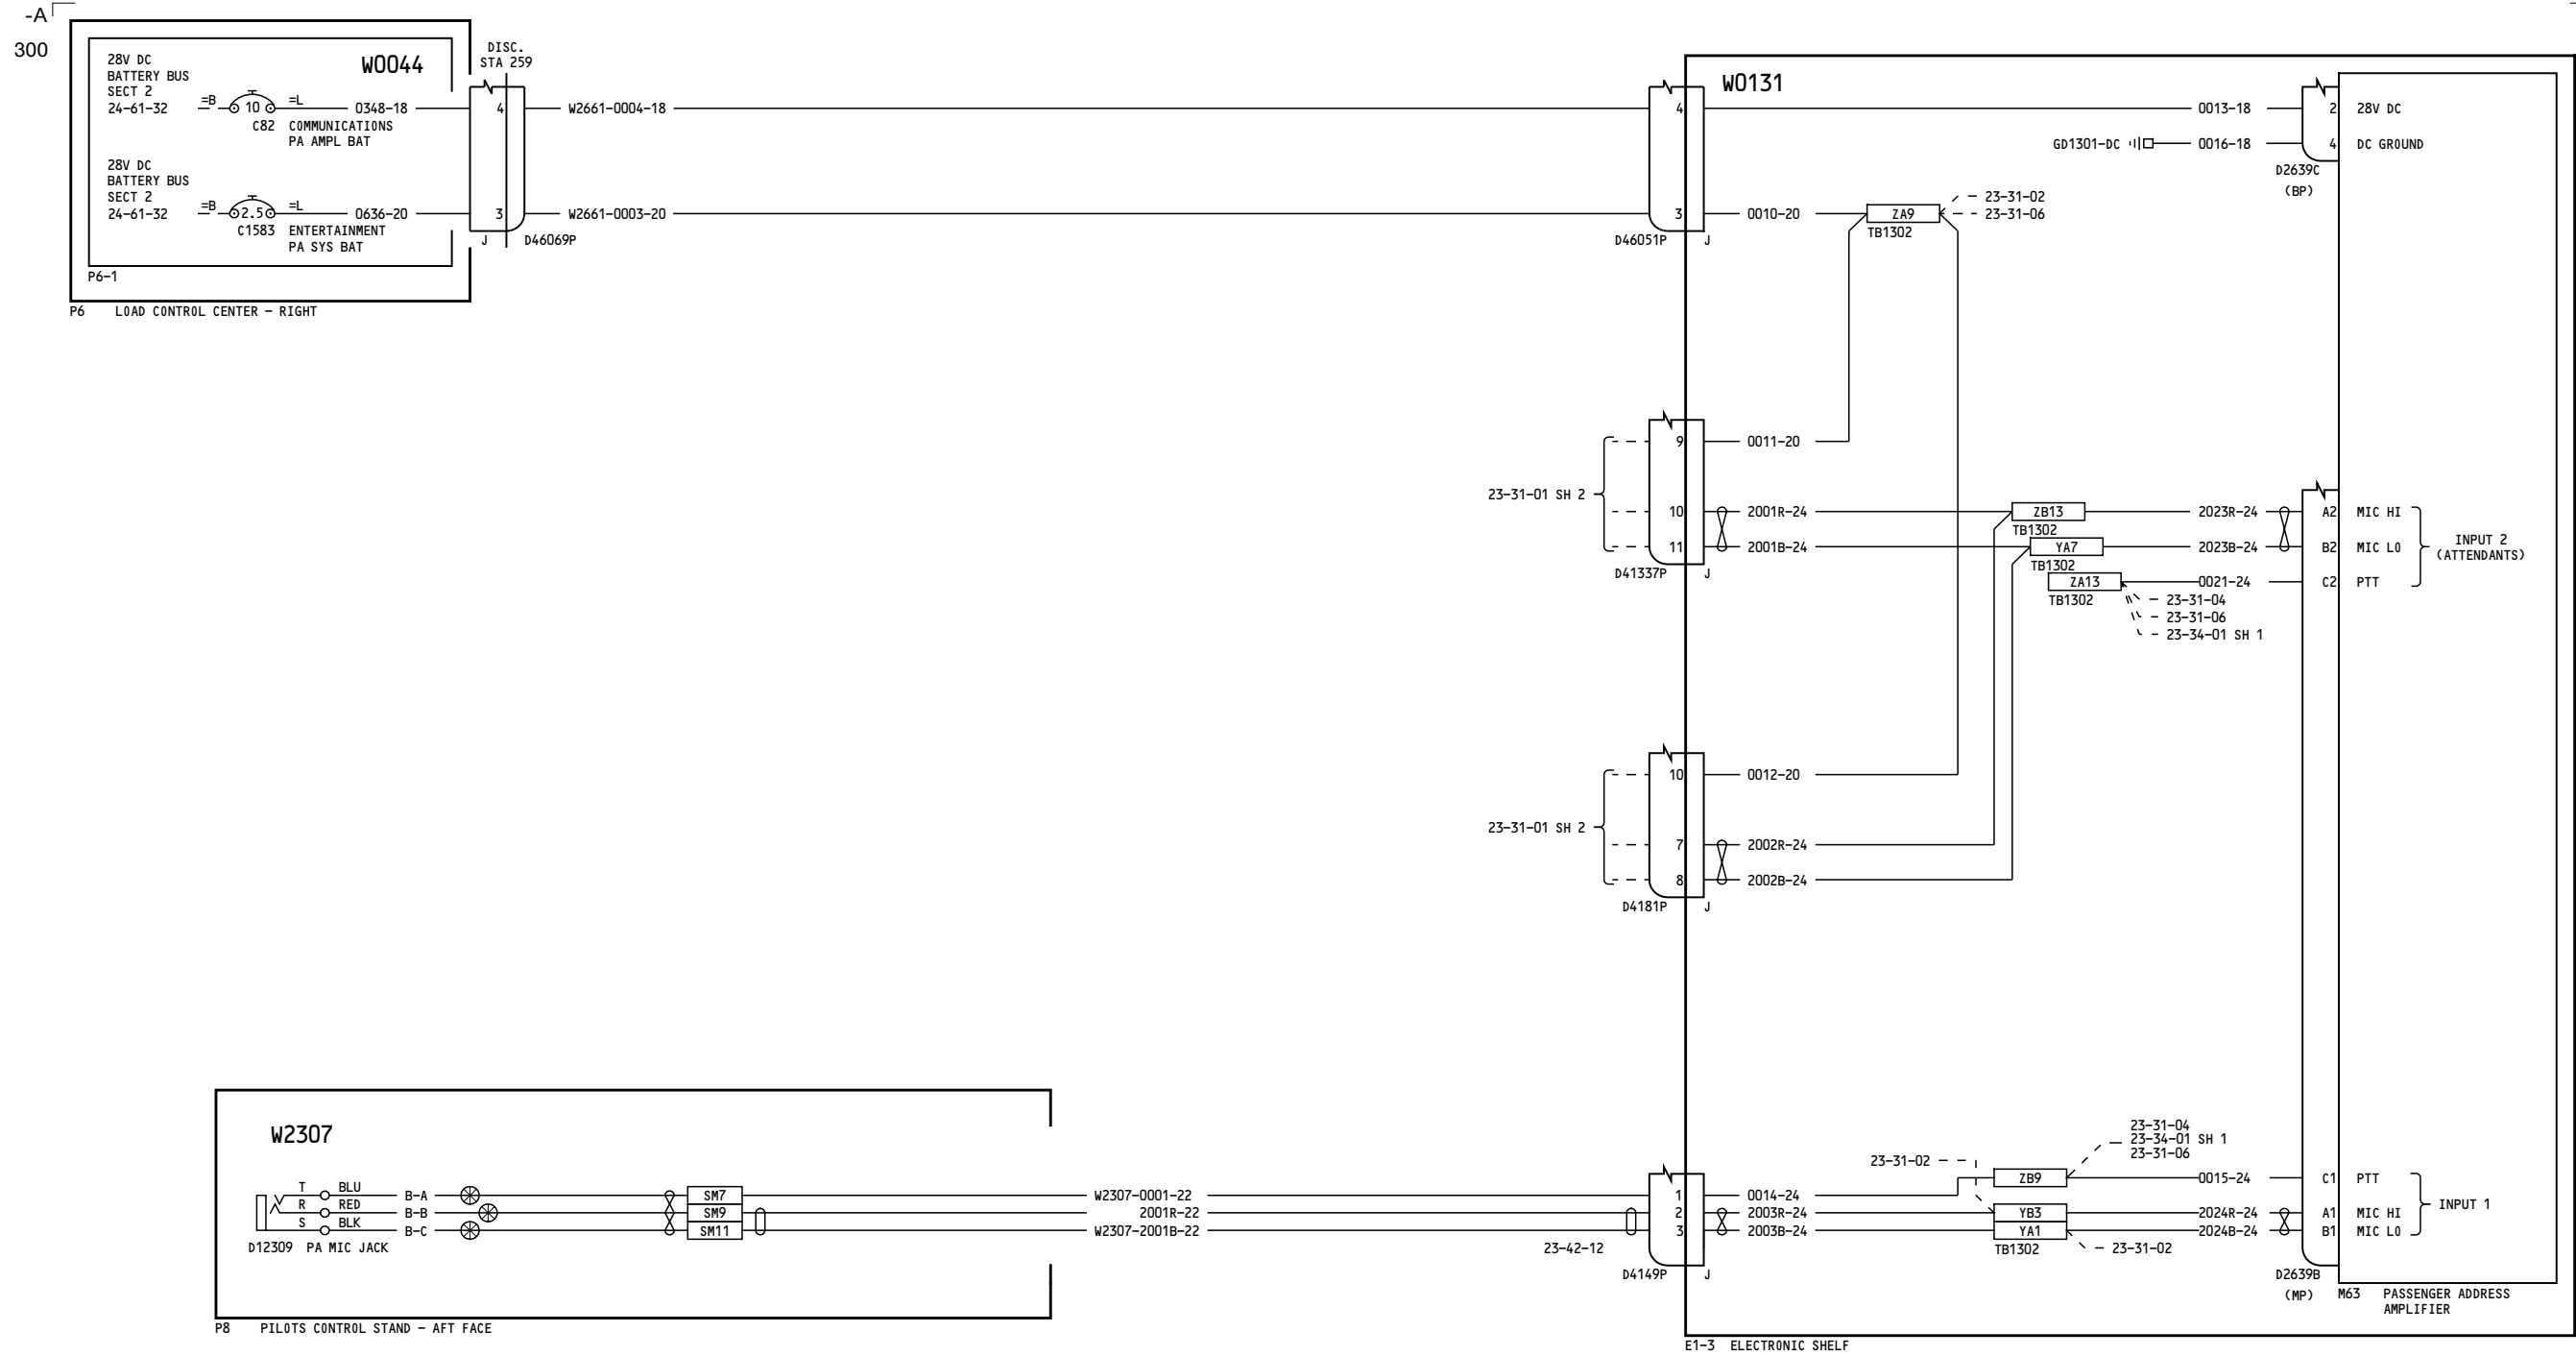 -A
300
28V DC
BATTERY BUS
SECT 2
24-61-32
=B
10
=L
0348-18
W0044
C82
COMMUNICATIONS
PA AMPL BAT
28V DC
BATTERY BUS
SECT 2
24-61-32
=B
2.5
=L
0636-20
C1583
ENTERTAINMENT
PA SYS BAT
P6-1
P6 LOAD CONTROL CENTER - RIGHT
DISC.
STA 259
4
3
J
D46069P
W2661-0004-18
W2661-0003-20
4
3
D46051P
J
W0131
0013-18
2
28V DC
GD1301-DC
0016-18
4
DC GROUND
D2639C
(BP)
0010-20
ZA9
TB1302
23-31-02
23-31-06
23-31-01 SH 2
9
10
11
D41337P
J
0011-20
2001R-24
2001B-24
ZB13
TB1302
YA7
TB1302
ZA13
TB1302
2023R-24
2023B-24
0021-24
23-31-04
23-31-06
23-34-01 SH 1
A2
B2
C2
MIC HI
MIC LO
PTT
INPUT 2
(ATTENDANTS)
23-31-01 SH 2
10
7
8
D4181P
J
0012-20
2002R-24
2002B-24
W2307
T
R
S
BLU
RED
BLK
B-A
B-B
B-C
SM7
SM9
SM11
D12309 PA MIC JACK
P8 PILOTS CONTROL STAND - AFT FACE
W2307-0001-22
2001R-22
W2307-2001B-22
23-42-12
1
2
3
D4149P
J
0014-24
2003R-24
2003B-24
23-31-02
ZB9
YB3
YA1
TB1302
23-31-04
23-34-01 SH 1
23-31-06
23-31-02
0015-24
2024R-24
2024B-24
C1
A1
B1
PTT
MIC HI
MIC LO
INPUT 1
D2639B
(MP)
M63 PASSENGER ADDRESS
AMPLIFIER
E1-3 ELECTRONIC SHELF